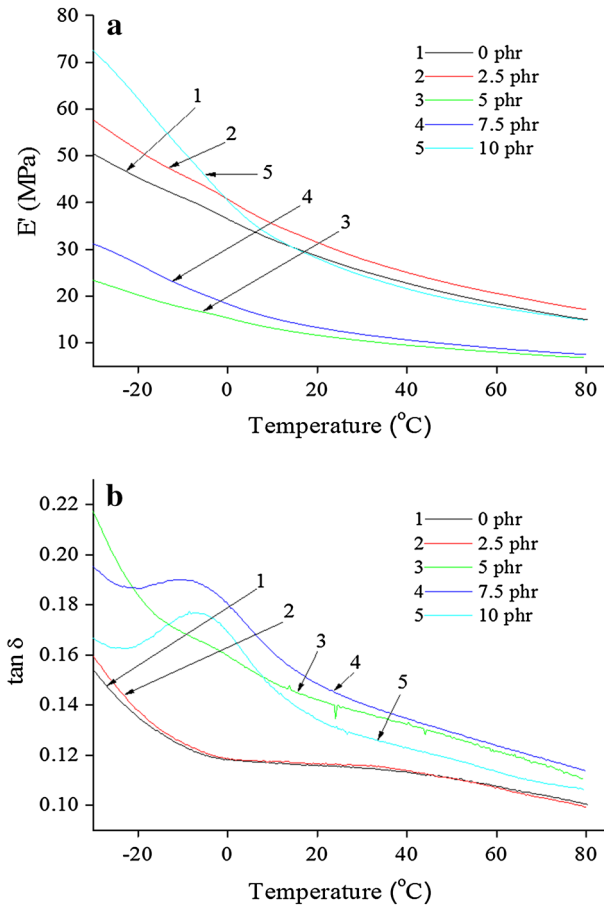 a
80
70
60
50
40
30
20
10
E' (MPa)
1 0 phr
2 2.5 phr
3 5 phr
4 7.5 phr
5 10 phr
1
2
5
4
3
-20 0 20 40 60 80
Temperature (°C)
b
0.22
0.20
0.18
0.16
0.14
0.12
0.10
tan δ
1 0 phr
2 2.5 phr
3 5 phr
4 7.5 phr
5 10 phr
1
2
3
4
5
-20 0 20 40 60 80
Temperature (°C)